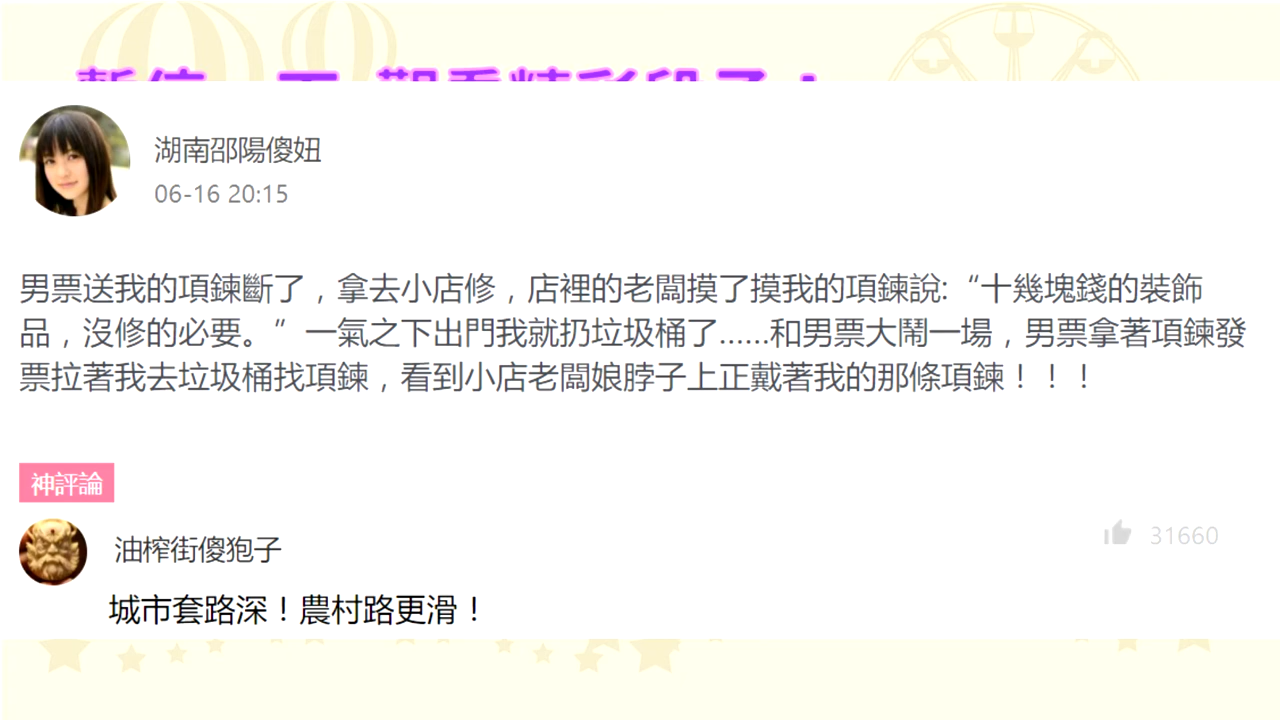 湖南邵陽傻妞
06-16 20:15
男票送我的項鍊斷了，拿去小店修，店裡的老闆摸了摸我的項鍊說:“十幾塊錢的裝飾
品，沒修的必要。”一氣之下出門我就扔垃圾桶了......和男票大鬧一場，男票拿著項鍊發
票拉著我去垃圾桶找項鍊，看到小店老闆娘脖子上正戴著我的那條項鍊！！！
神評論
油榨街傻狍子
31660
城市套路深！農村路更滑！